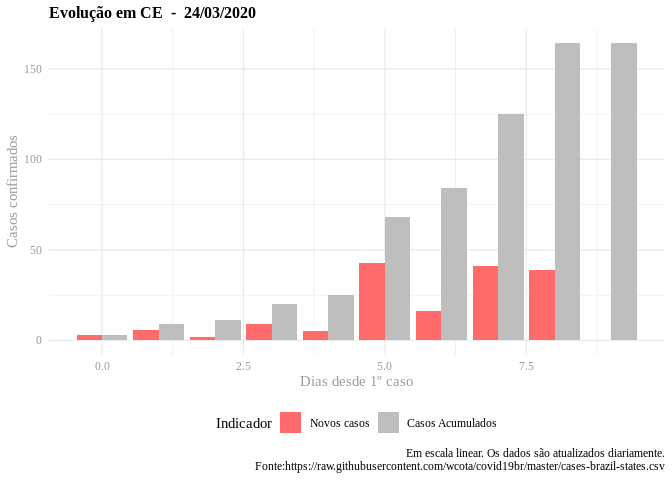 Evolução em CE  -  24/03/2020
Casos confirmados
150
100
50
0
0.0
2.5
5.0
7.5
Dias desde 1º caso
Indicador
Novos casos
Casos Acumulados
Em escala linear. Os dados são atualizados diariamente.
Fonte:https://raw.githubusercontent.com/wcota/covid19br/master/cases-brazil-states.csv